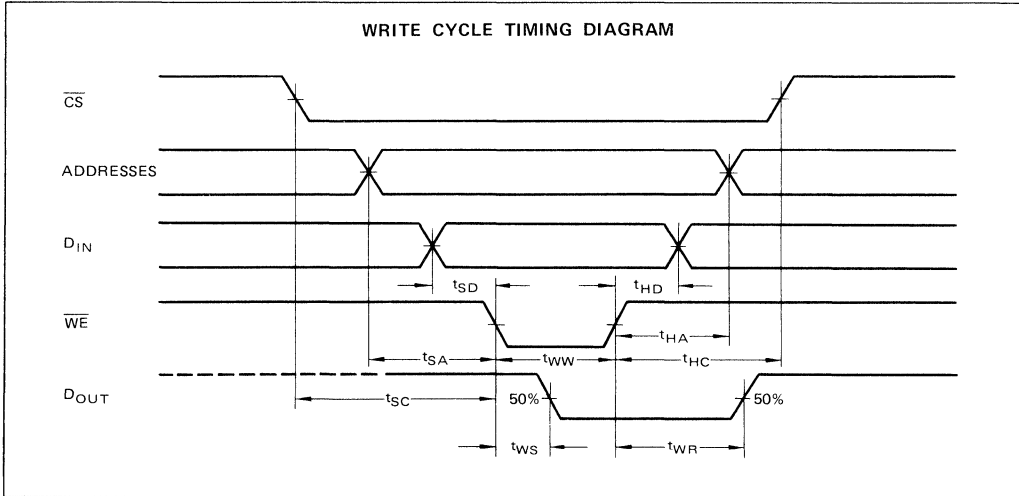 WRITE CYCLE TIMING DIAGRAM
CS
ADDRESSES
DIN
tSD
tHD
WE
tHA
tSA
tWW
tHC
DOUT
tSC
50%
50%
tWS
tWR